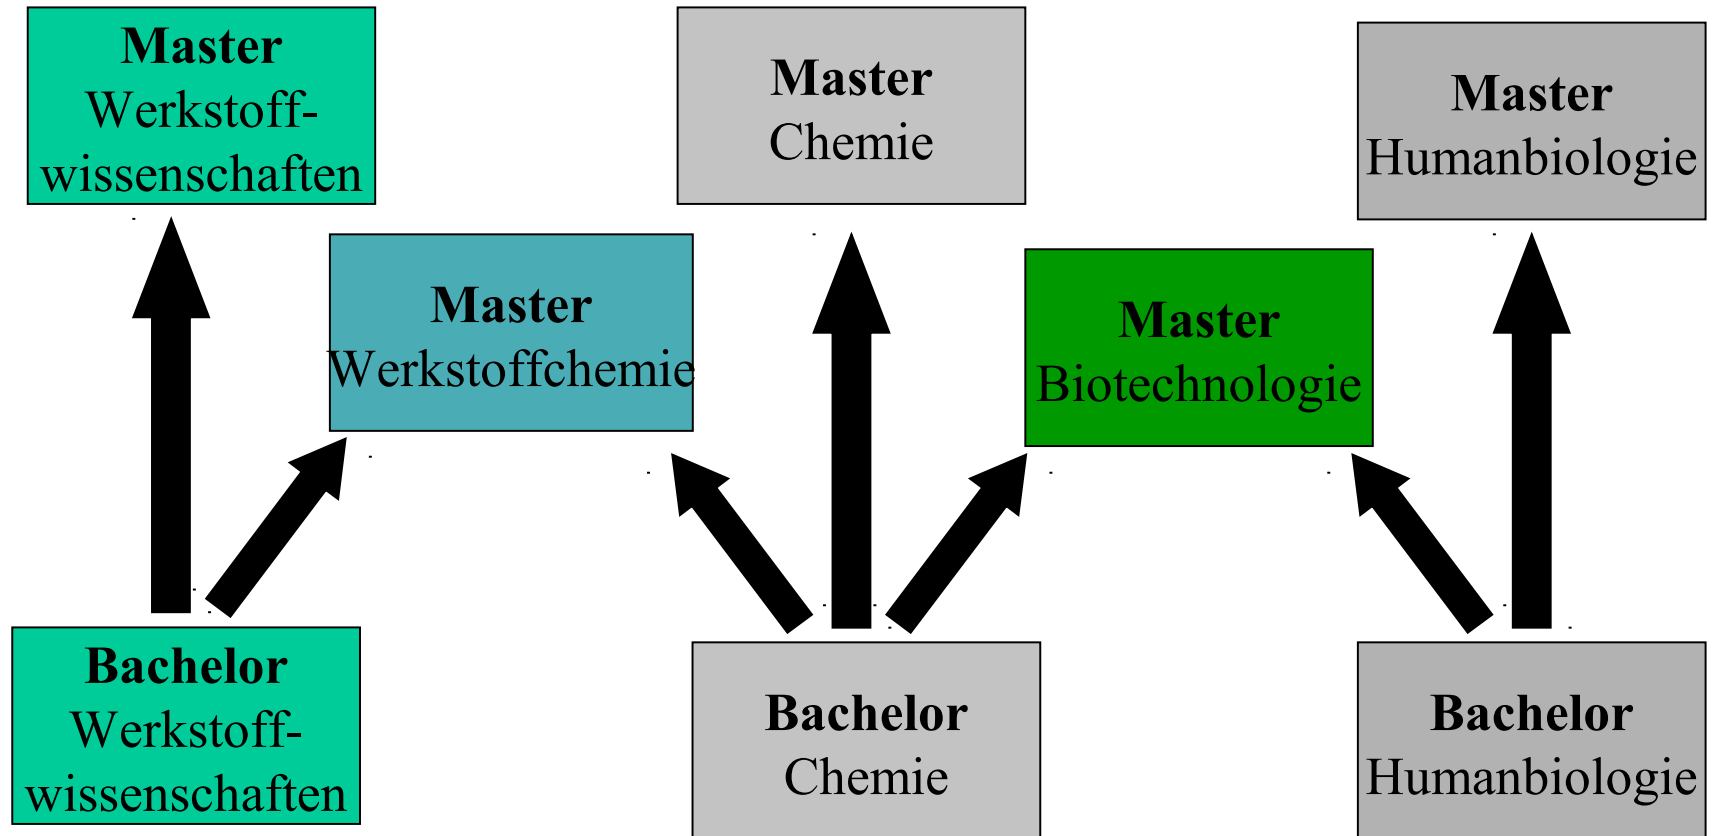 Master
Werkstoff-
wissenschaften
Master
Chemie
Master
Humanbiologie
Master
Werkstoffchemie
Master
Biotechnologie
Bachelor
Werkstoff-
wissenschaften
Bachelor
Chemie
Bachelor
Humanbiologie